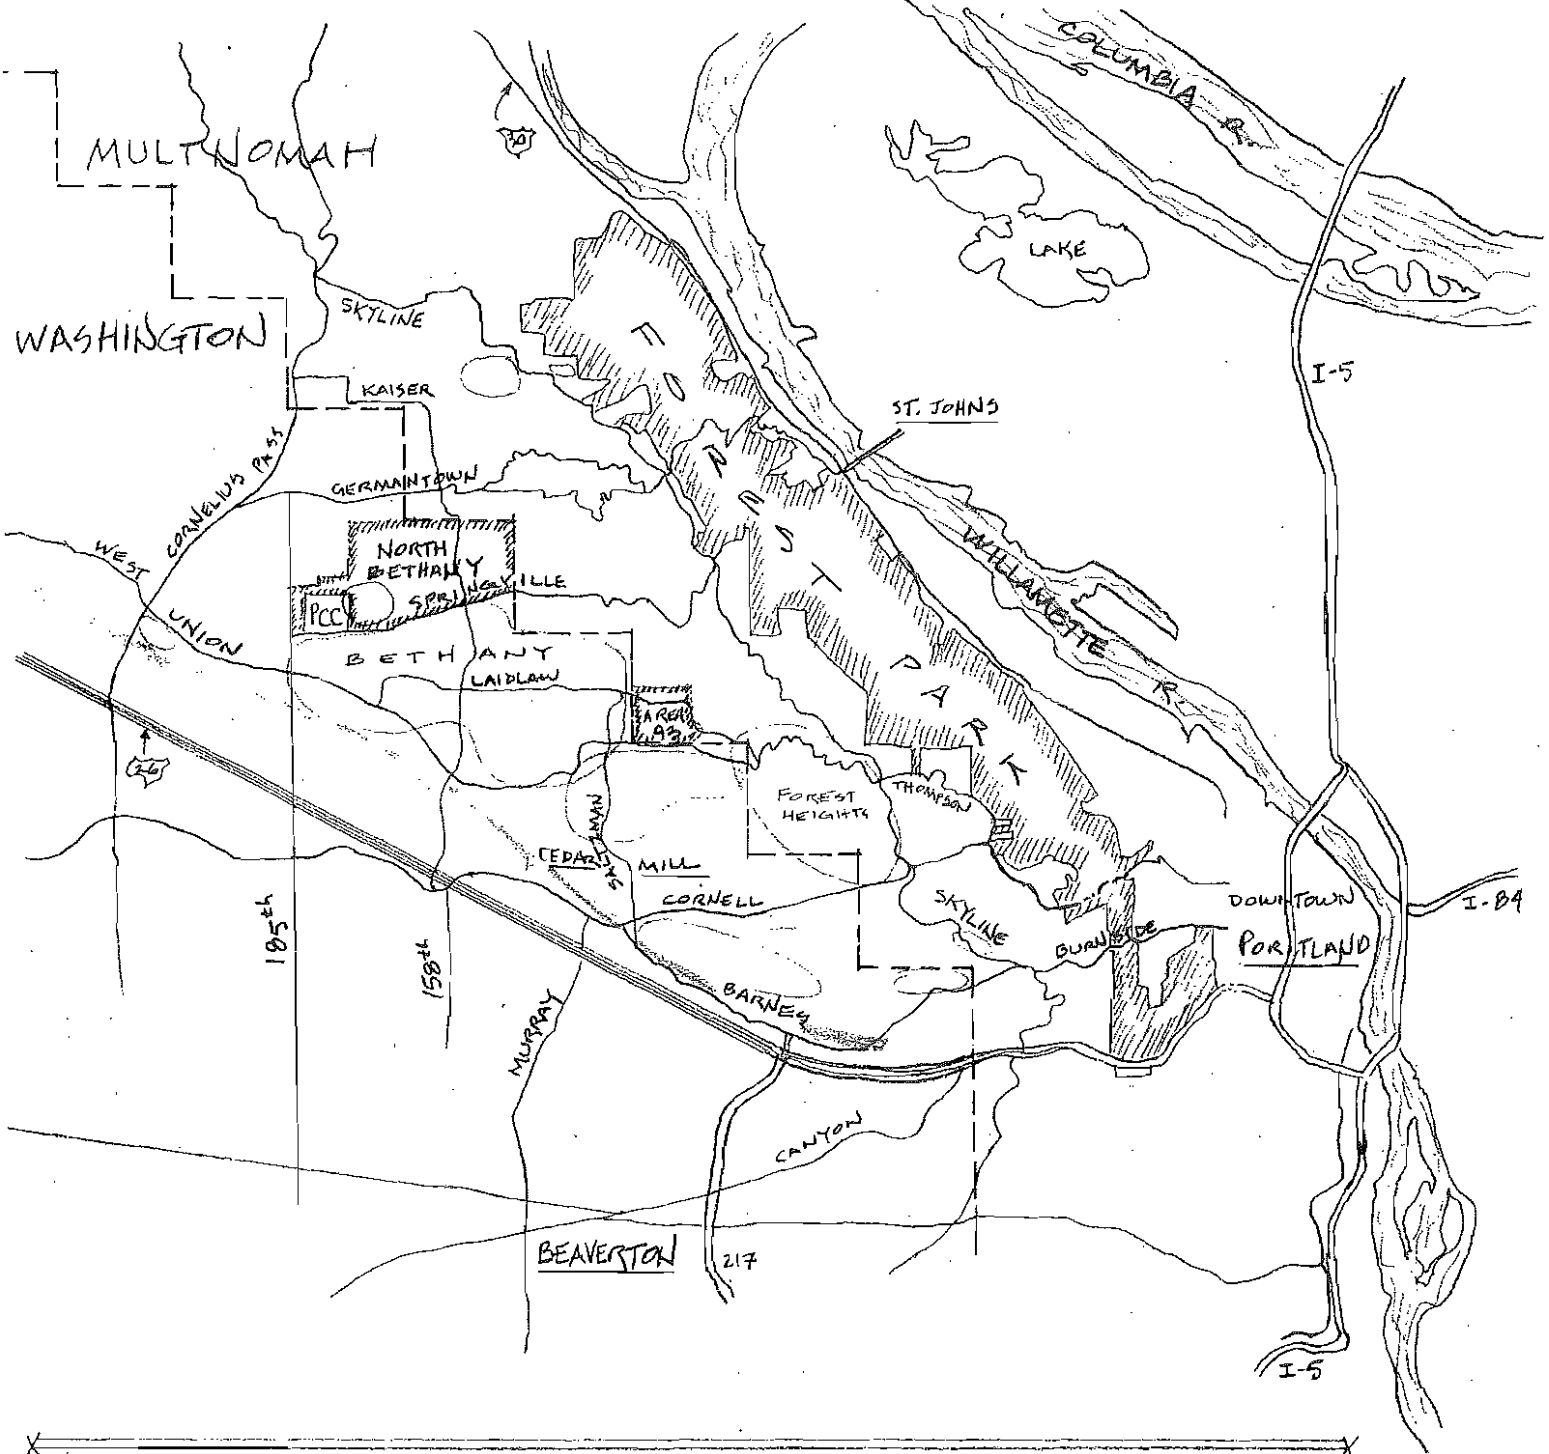 COLUMBIA R.
MULTNOMAH
30
LAKE
SKYLINE
WASHINGTON
KAISER
I-5
ST. JOHNS
FOREST PARK
CORNELIUS PASS
GERMANTOWN
WEST UNION
NORTH
BETHANY
SPRINGVILLE
PCC
WILLAMETTE R.
BETHANY
LAIDLAW
AREA
93
26
FOREST
HEIGHTS
THOMPSON
SALTZMAN
CEDAR MILL
CORNELL
185th
158th
SKYLINE
BURNSIDE
DOWNTOWN
PORTLAND
I-84
MURRAY
BARNES
CANYON
BEAVERTON
217
I-5